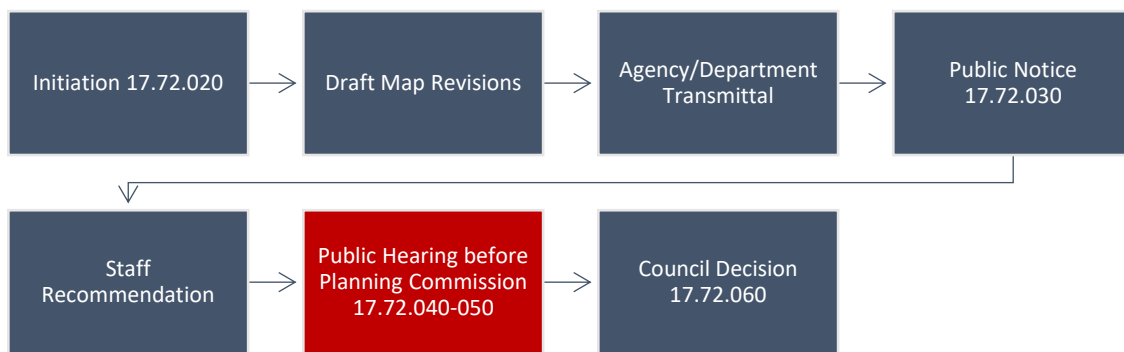 Initiation 17.72.020
Draft Map Revisions
Agency/Department
Transmittal
Public Notice
17.72.030
Staff
Recommendation
Public Hearing before
Planning Commission
17.72.040-050
Council Decision
17.72.060